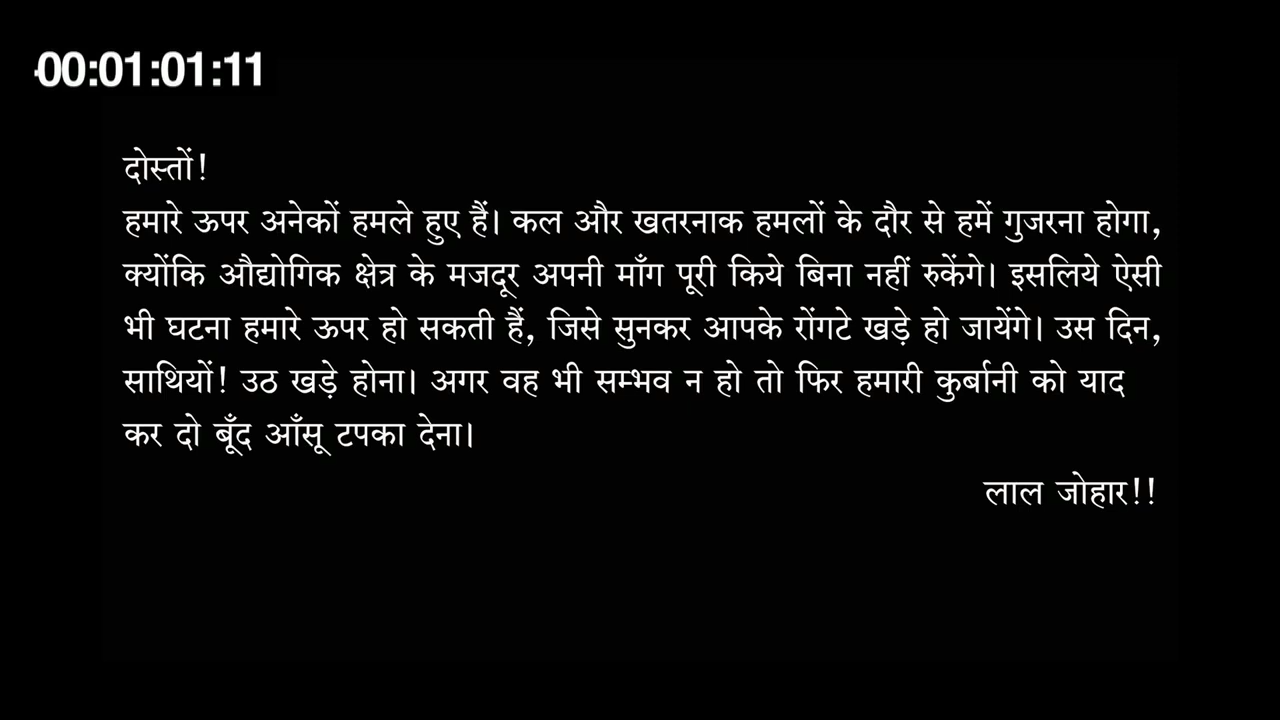 00:01:01:11
दोस्तों!
हमारे ऊपर अनेकों हमले हुए हैं। कल और खतरनाक हमलों के दौर से हमें गुजरना होगा,
क्योंकि औद्योगिक क्षेत्र के मजदूर अपनी माँग पूरी किये बिना नहीं रुकेंगे। इसलिये ऐसी
भी घटना हमारे ऊपर हो सकती हैं, जिसे सुनकर आपके रोंगटे खड़े हो जायेंगे। उस दिन,
साथियों! उठ खड़े होना। अगर वह भी सम्भव न हो तो फिर हमारी कुर्बानी को याद
कर दो बूँद आँसू टपका देना।
लाल जोहार!!